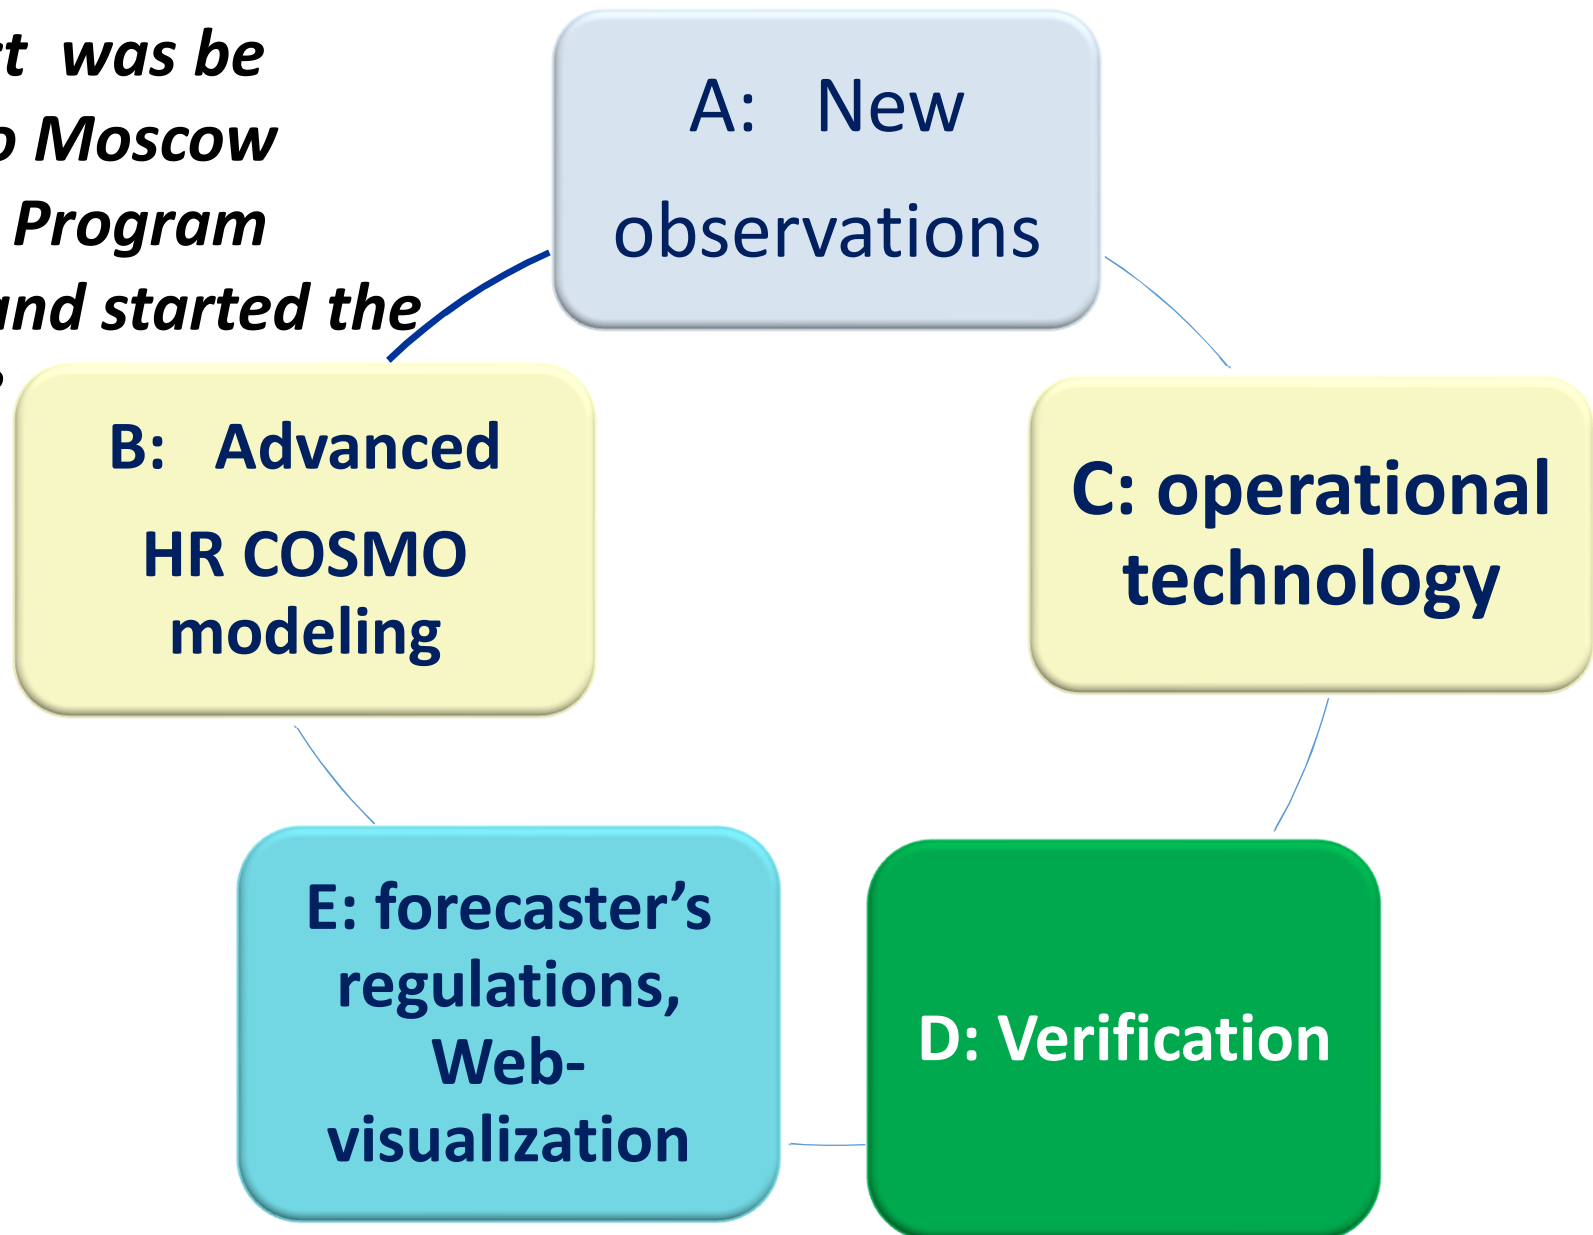 was be
Moscow
Program
and started the
A: New
observations
B: Advanced
HR COSMO
modeling
C: operational
technology
E: forecaster’s
regulations,
Web-
visualization
D: Verification